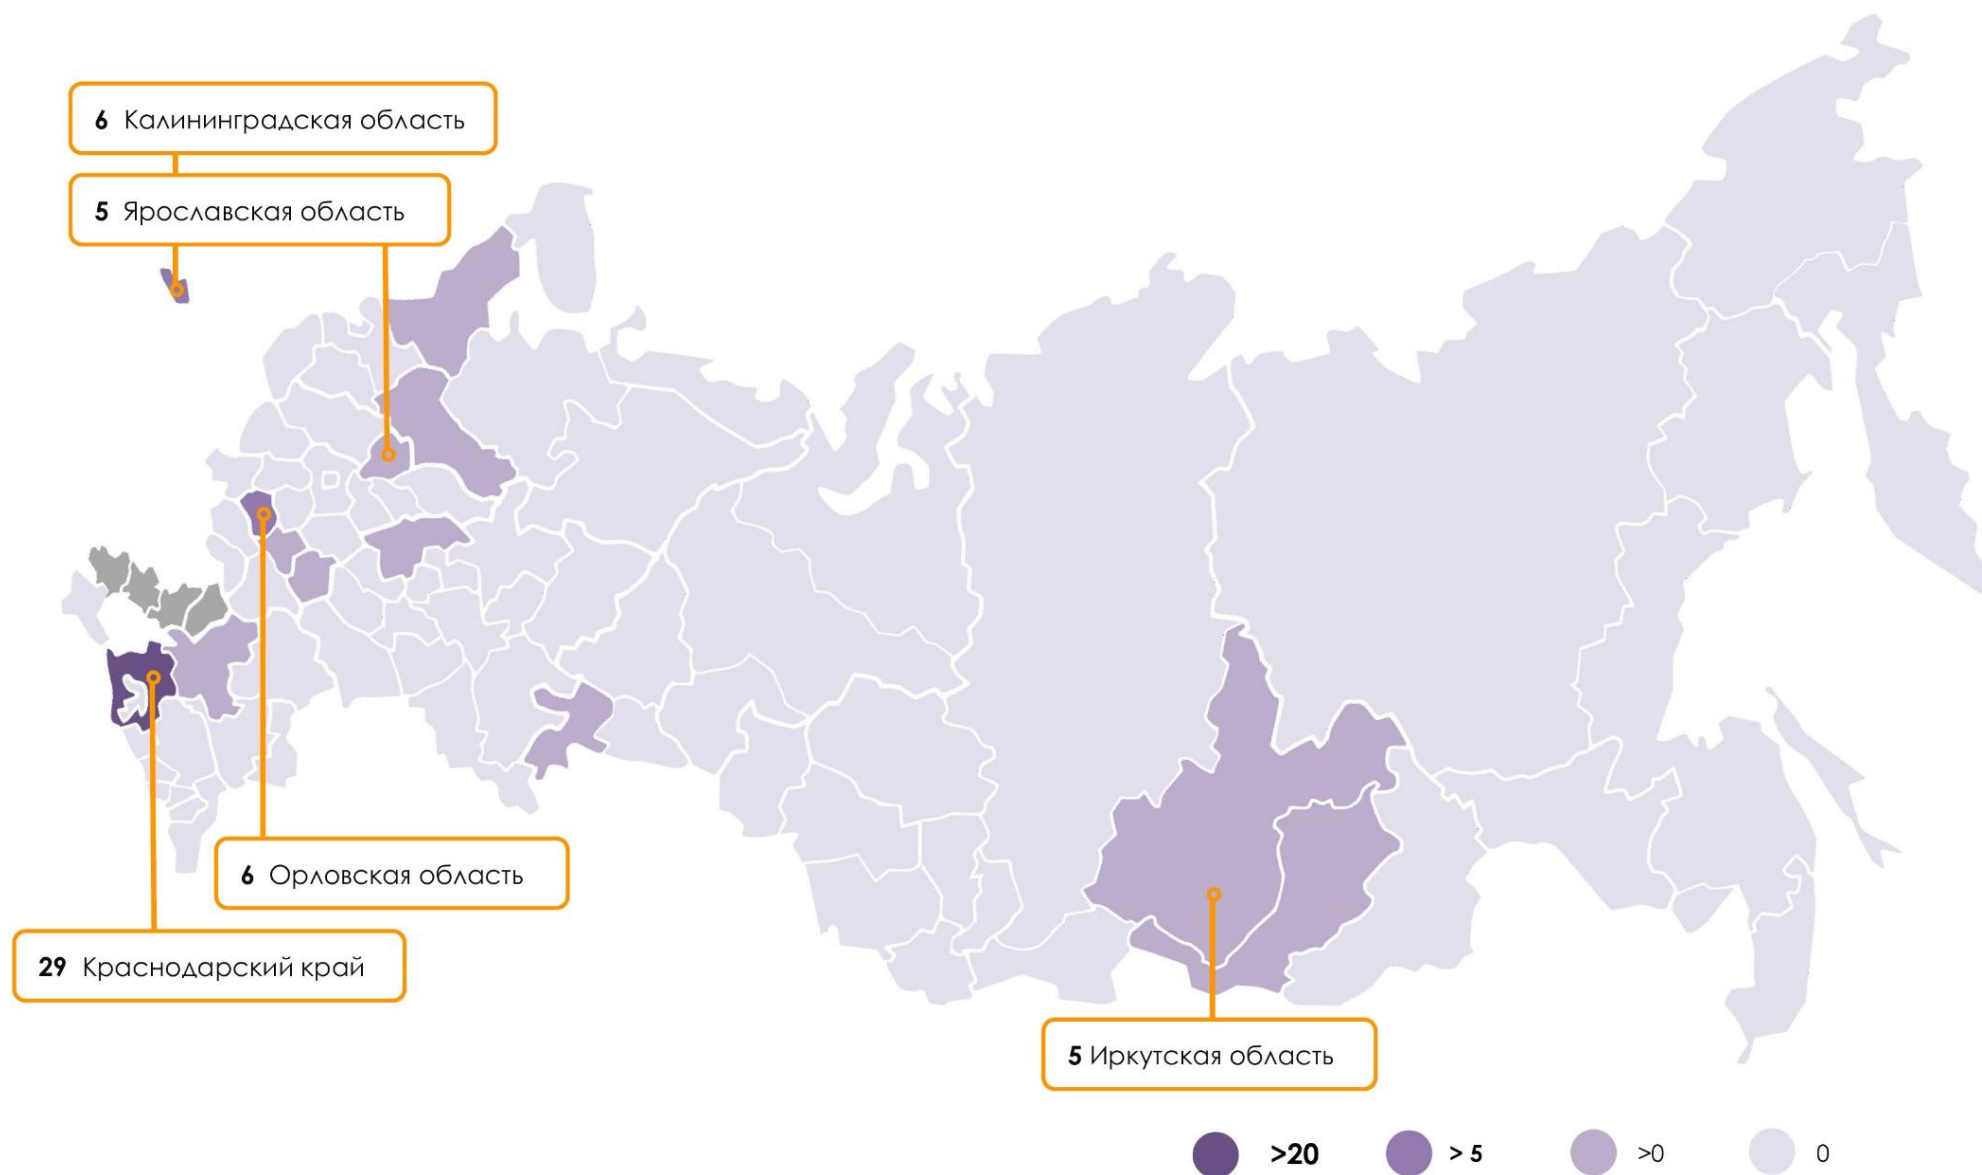 6 Калининградская область
5 Ярославская область
6 Орловская область
29 Краснодарский край
5 Иркутская область
>20 > 5 >0 0